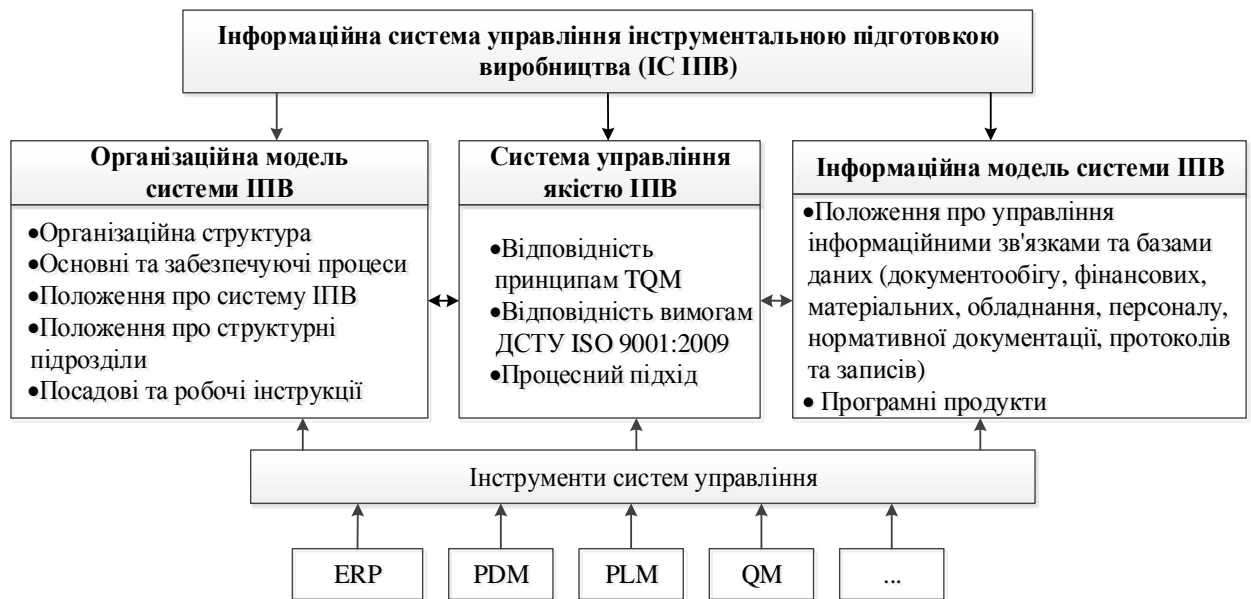 Інформаційна система управління інструментальною підготовкою
виробництва (ІС ІПВ)
Організаційна модель
системи ІПВ
•Організаційна структура
•Основні та забезпечуючі процеси
•Положення про систему ІПВ
•Положення про структурні
підрозділи
•Посадові та робочі інструкції
Система управління
якістю ІПВ
•Відповідність
принципам TQM
•Відповідність вимогам
ДСТУ ISO 9001:2009
•Процесний підхід
Інформаційна модель системи ІПВ
•Положення про управління
інформаційними зв'язками та базами
даних (документообігу, фінансових,
матеріальних, обладнання, персоналу,
нормативної документації, протоколів
та записів)
• Програмні продукти
Інструменти систем управління
ERP
PDM
PLM
QM
...